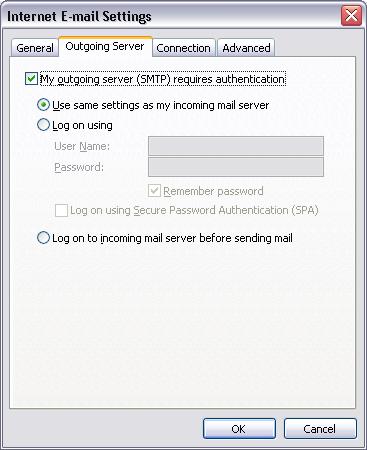 Internet E-mail Settings
General Outgoing Server Connection Advanced
My outgoing server (SMTP) requires authentication
Use same settings as my incoming mail server
Log on using
User Name:
Password:
Remember password
Log on using Secure Password Authentication (SPA)
Log on to incoming mail server before sending mail
OK Cancel